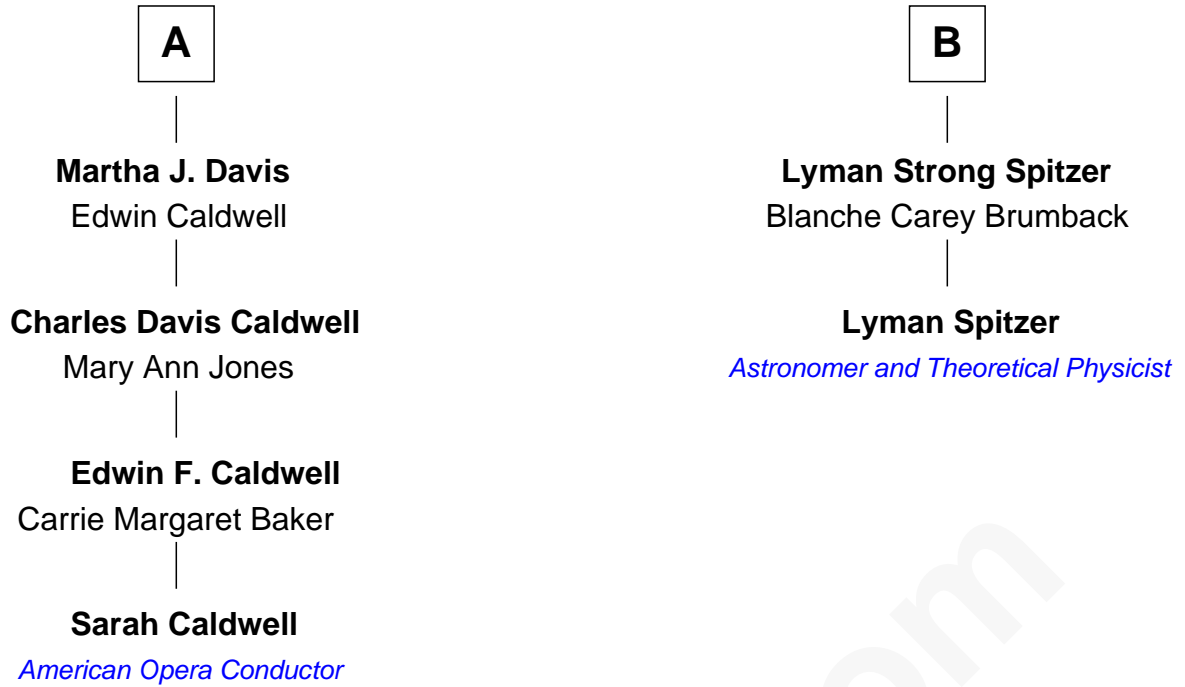 A
Martha J. Davis
Edwin Caldwell
Charles Davis Caldwell
Mary Ann Jones
Edwin F. Caldwell
Carrie Margaret Baker
Sarah Caldwell
American Opera Conductor
B
Lyman Strong Spitzer
Blanche Carey Brumback
Lyman Spitzer
Astronomer and Theoretical Physicist
om